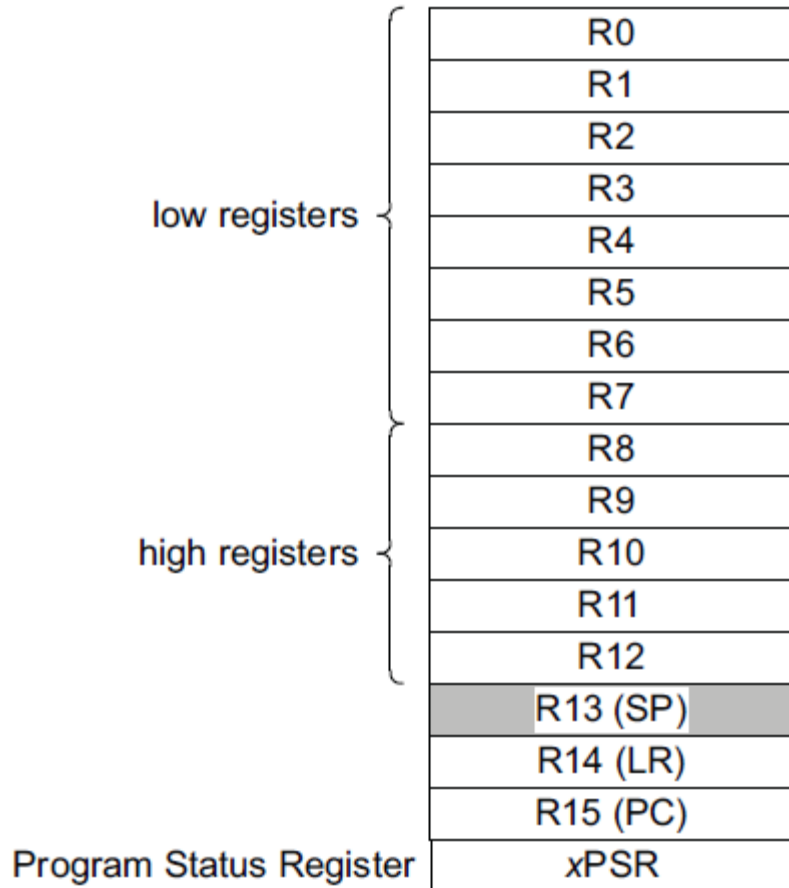 R0
R1
R2
R3
low registers
R4
R5
R6
R7
R8
R9
high registers
R10
R11
R12
R13 (SP)
R14 (LR)
R15 (PC)
Program Status Register xPSR